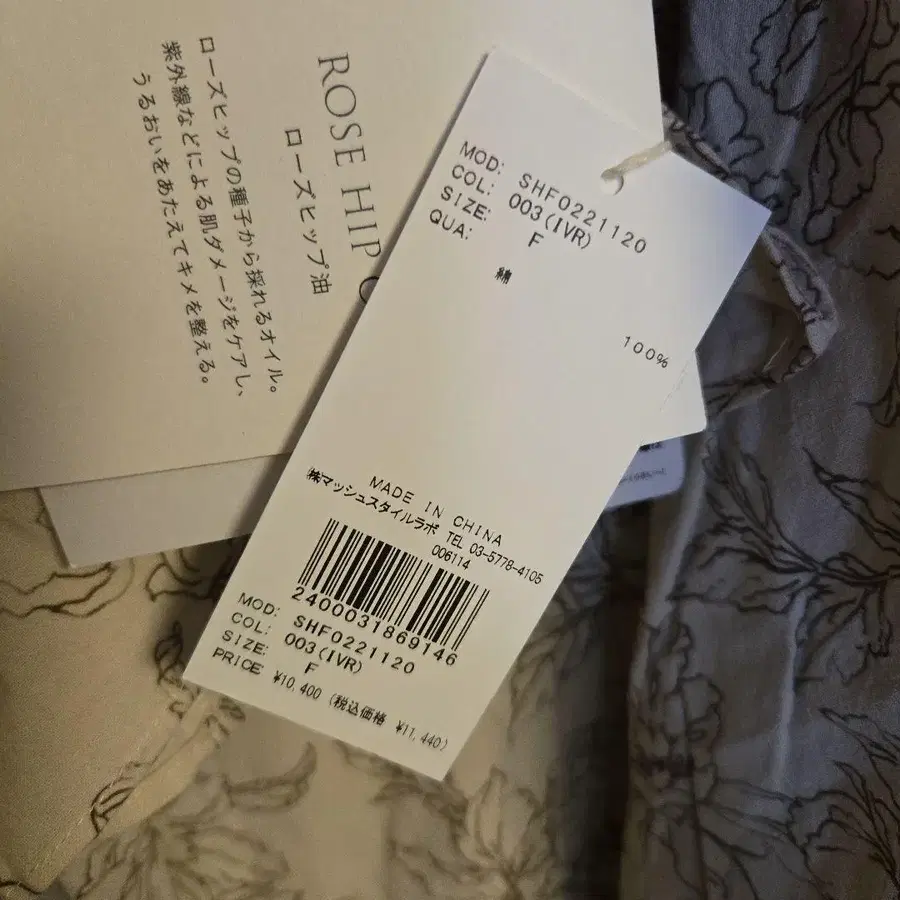 ROSE HIP
ローズヒップ油
ローズヒップの種子から採れるオイル。
紫外線などによる肌ダメージをケアし、
うるおいをあたえてキメを整える。
MOD: SHF0221120
COL: 003(IVR)
SIZE: F
QUA:
綿 100%
MADE IN CHINA
(株)マッシュスタイルラボ TEL 03-5778-4105
006114
2400031869146
MOD: SHF0221120
COL: 003(IVR)
SIZE: F
PRICE ¥10,400 (税込価格 ¥11,440)